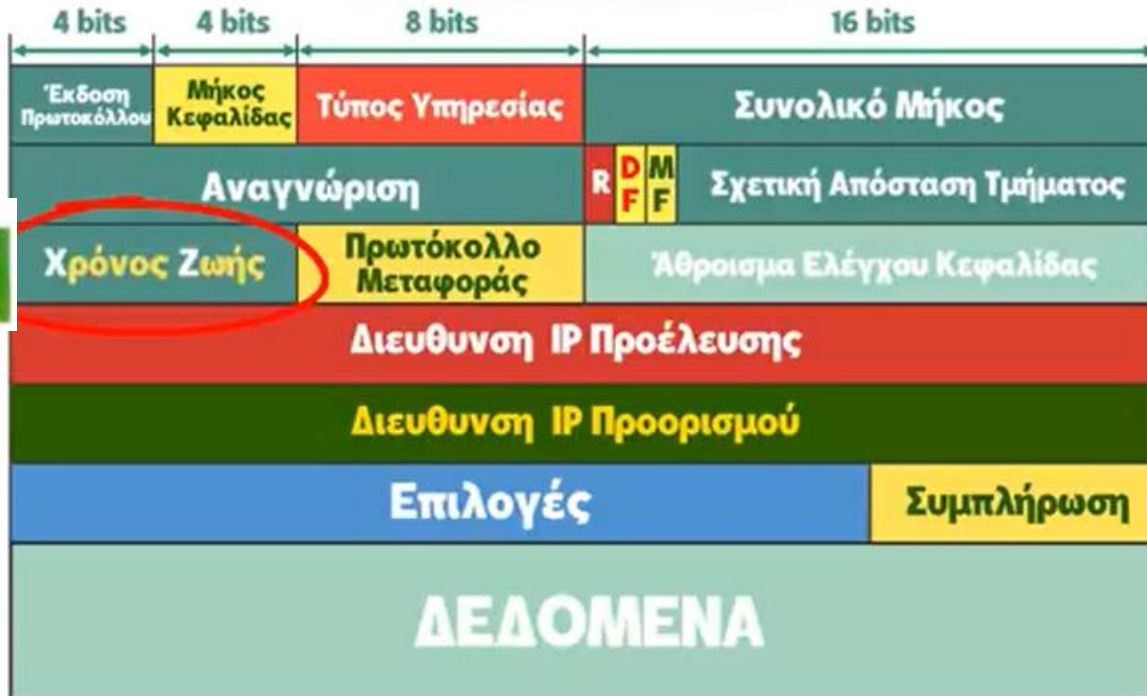 4 bits 4 bits 8 bits 16 bits
Έκδοση
Πρωτοκόλλου
Μήκος
Κεφαλίδας
Τύπος Υπηρεσίας
Συνολικό Μήκος
Αναγνώριση
R
D
F
M
F
Σχετική Απόσταση Τμήματος
Χρόνος Ζωής
Πρωτόκολλο
Μεταφοράς
Άθροισμα Ελέγχου Κεφαλίδας
Διευθυνση IP Προέλευσης
Διευθυνση IP Προορισμού
Επιλογές
Συμπλήρωση
ΔΕΔΟΜΕΝΑ